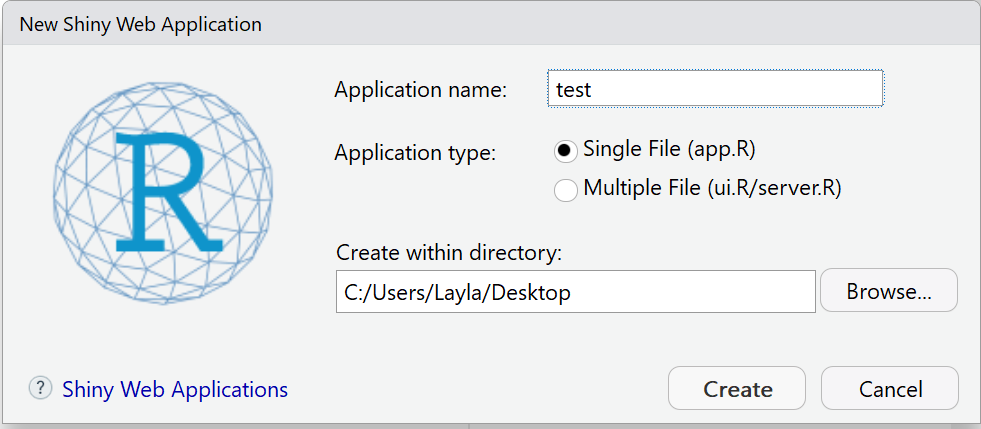 New Shiny Web Application
R
Application name: test
Application type: Single File (app.R)
Multiple File (ui.R/server.R)
Create within directory:
C:/Users/Layla/Desktop Browse...
? Shiny Web Applications Create Cancel